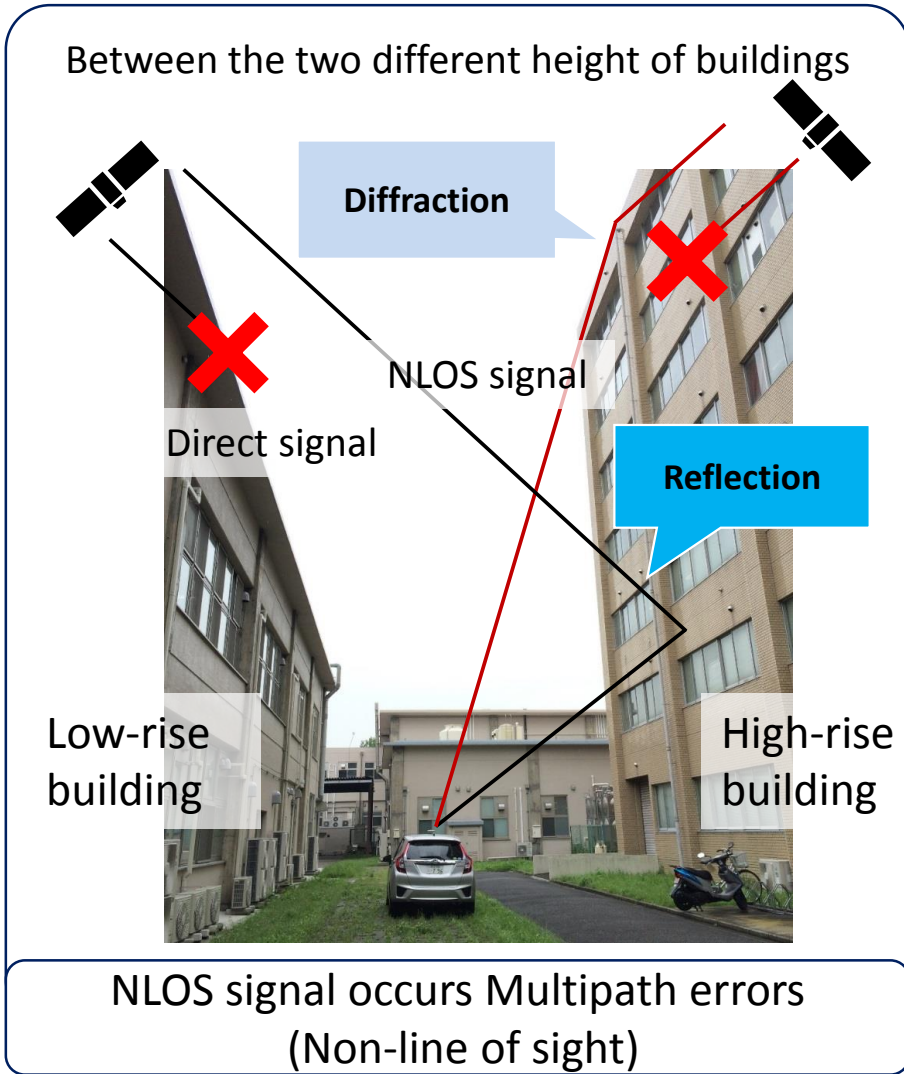 Between the two different height of buildings
Diffraction
NLOS signal
Direct signal
Reflection
Low-rise
building
High-rise
building
NLOS signal occurs Multipath errors
(Non-line of sight)